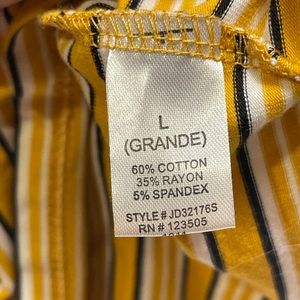 L
(GRANDE)
60% COTTON
35% RAYON
5% SPANDEX
STYLE # JD32176S
RN # 123505